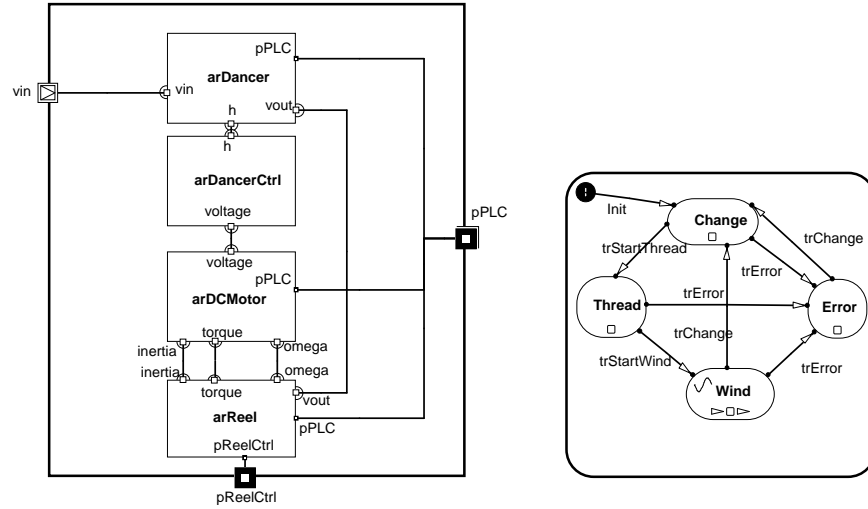 pPLC
arDancer
vin
vin
vout
h
h
arDancerCtrl
voltage
pPLC
voltage
pPLC
arDCMotor
torque
inertia
omega
inertia
omega
torque
vout
arReel
pPLC
pReelCtrl
pReelCtrl
Init
Change
trStartThread
trChange
trError
Thread
trError
Error
trChange
trStartWind
trError
Wind